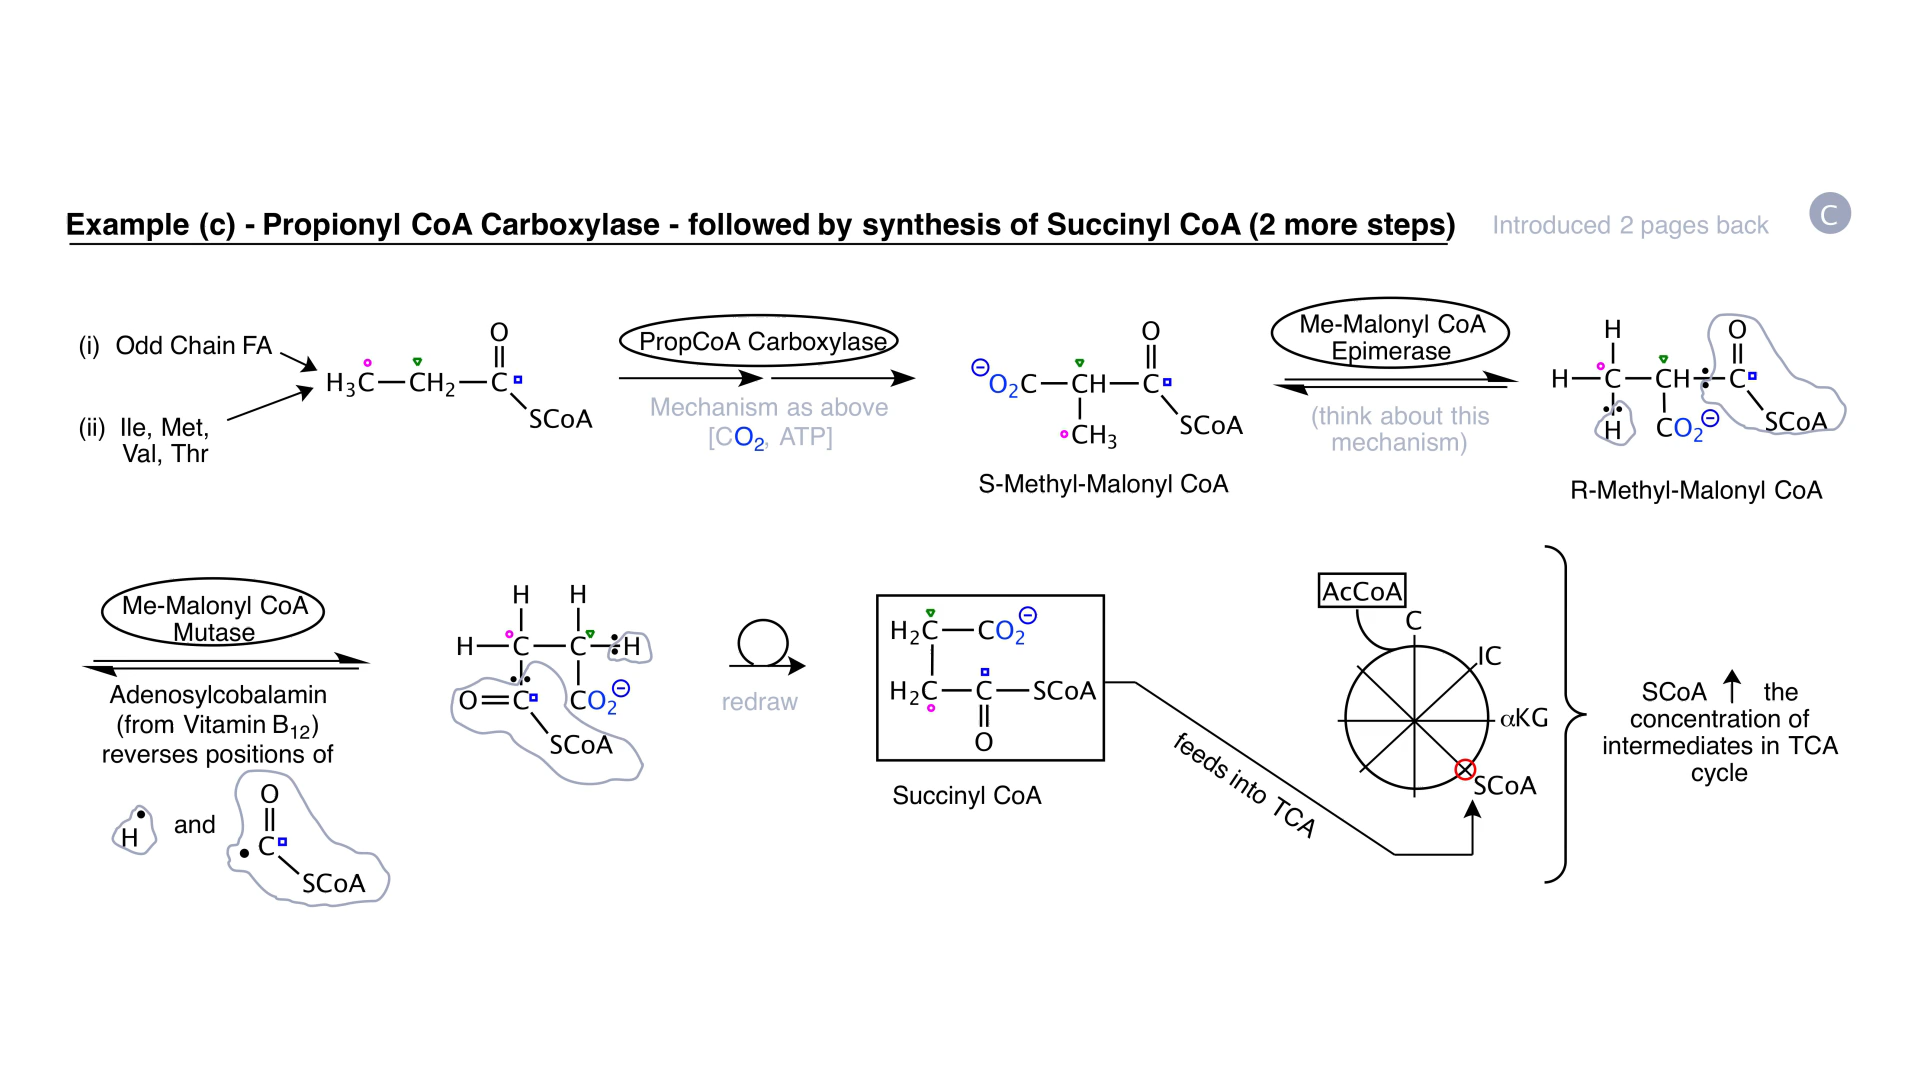 Example (c) - Propionyl CoA Carboxylase - followed by synthesis of Succinyl CoA (2 more steps)
Introduced 2 pages back
C
(i) Odd Chain FA
(ii) Ile, Met,
Val, Thr
O
H₃C—CH₂—C
SCoA
PropCoA Carboxylase
Mechanism as above
[CO₂, ATP]
O
⊖O₂C—CH—C
CH₃
SCoA
S-Methyl-Malonyl CoA
Me-Malonyl CoA
Epimerase
(think about this
mechanism)
H O
H—C—CH—C
H CO₂⊖ SCoA
R-Methyl-Malonyl CoA
Me-Malonyl CoA
Mutase
Adenosylcobalamin
(from Vitamin B₁₂)
reverses positions of
H and
O
C
SCoA
H H
H—C—C—H
O=C CO₂⊖
SCoA
redraw
H₂C—CO₂⊖
H₂C—C—SCoA
O
Succinyl CoA
feeds into TCA
AcCoA
C
IC
αKG
SCoA
SCoA ↑ the
concentration of
intermediates in TCA
cycle